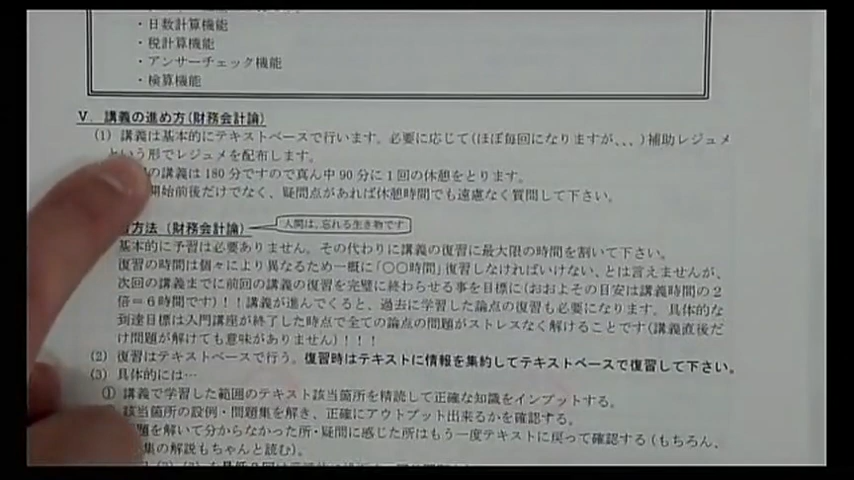 ・日数計算機能
・税計算機能
・アンサーチェック機能
・検算機能
Ⅴ．講義の進め方(財務会計論)
(1) 講義は基本的にテキストベースで行います。必要に応じて(ほぼ毎回になりますが、、、)補助レジュメ
という形でレジュメを配布します。
の講義は180分ですので真ん中90分に1回の休憩をとります。
開始前後だけでなく、疑問点があれば休憩時間でも遠慮なく質問して下さい。
方法（財務会計論）
人間は、忘れる生き物です
基本的に予習は必要ありません。その代わりに講義の復習に最大限の時間を割いて下さい。
復習の時間は個々により異なるため一概に「〇〇時間」復習しなければいけない、とは言えませんが、
次回の講義までに前回の講義の復習を完璧に終わらせる事を目標に(おおよその目安は講義時間の２
倍＝６時間です)！！講義が進んでくると、過去に学習した論点の復習も必要になります。具体的な
到達目標は入門講座が終了した時点で全ての論点の問題がストレスなく解けることです(講義直後だ
け問題が解けても意味がありません)！！！
(2) 復習はテキストベースで行う。復習時はテキストに情報を集約してテキストベースで復習して下さい。
(3) 具体的には…
① 講義で学習した範囲のテキスト該当箇所を精読して正確な知識をインプットする。
該当箇所の設例・問題集を解き、正確にアウトプット出来るかを確認する。
題を解いて分からなかった所・疑問に感じた所はもう一度テキストに戻って確認する(もちろん、
集の解説もちゃんと読む)。